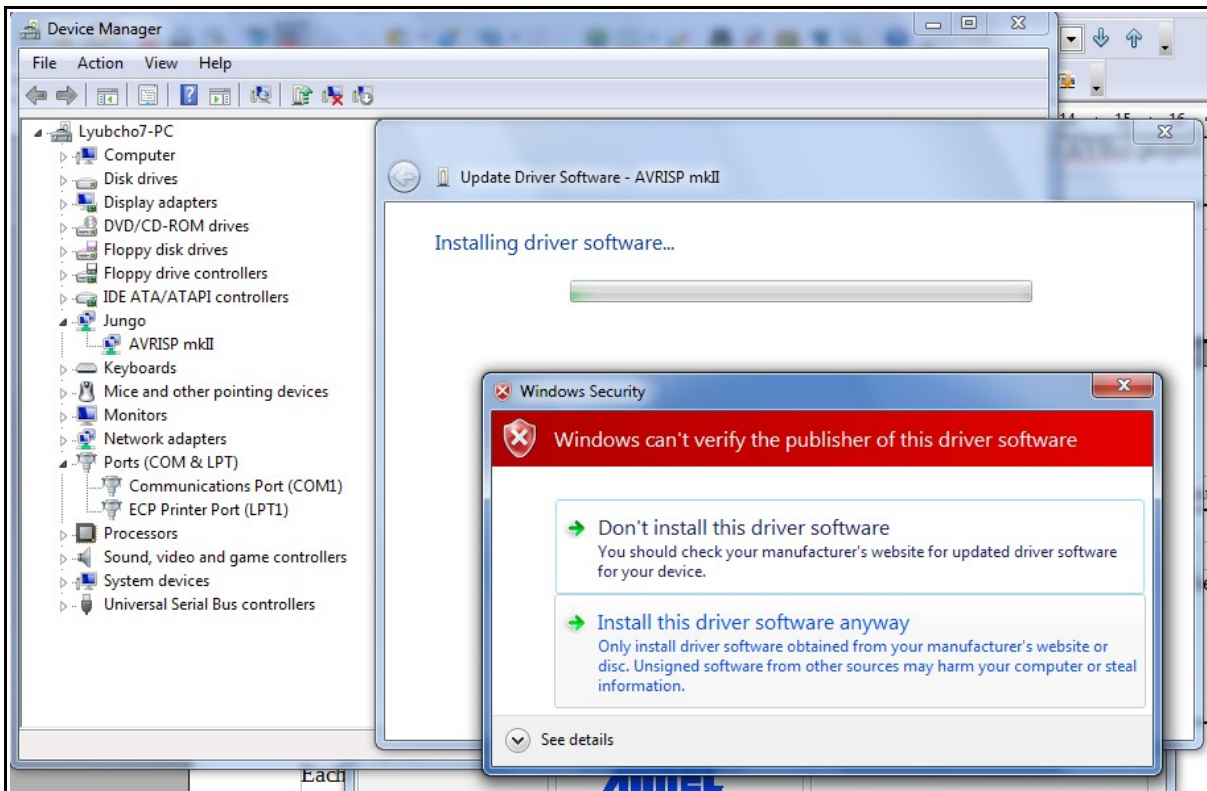 Device Manager
File Action View Help
Lyubcho7-PC
Computer
Disk drives
Display adapters
DVD/CD-ROM drives
Floppy disk drives
Floppy drive controllers
IDE ATA/ATAPI controllers
Jungo
AVRISP mkII
Keyboards
Mice and other pointing devices
Monitors
Network adapters
Ports (COM & LPT)
Communications Port (COM1)
ECP Printer Port (LPT1)
Processors
Sound, video and game controllers
System devices
Universal Serial Bus controllers
14 15 16
Update Driver Software - AVRISP mkII
Installing driver software...
Windows Security
Windows can't verify the publisher of this driver software
Don't install this driver software
You should check your manufacturer's website for updated driver software
for your device.
Install this driver software anyway
Only install driver software obtained from your manufacturer's website or
disc. Unsigned software from other sources may harm your computer or steal
information.
See details
Each